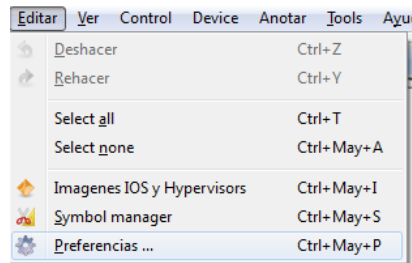 Editar Ver Control Device Anotar Tools Ayu
Deshacer Ctrl+Z
Rehacer Ctrl+Y
Select all Ctrl+T
Select none Ctrl+May+A
Imagenes IOS y Hypervisors Ctrl+May+I
Symbol manager Ctrl+May+S
Preferencias ... Ctrl+May+P